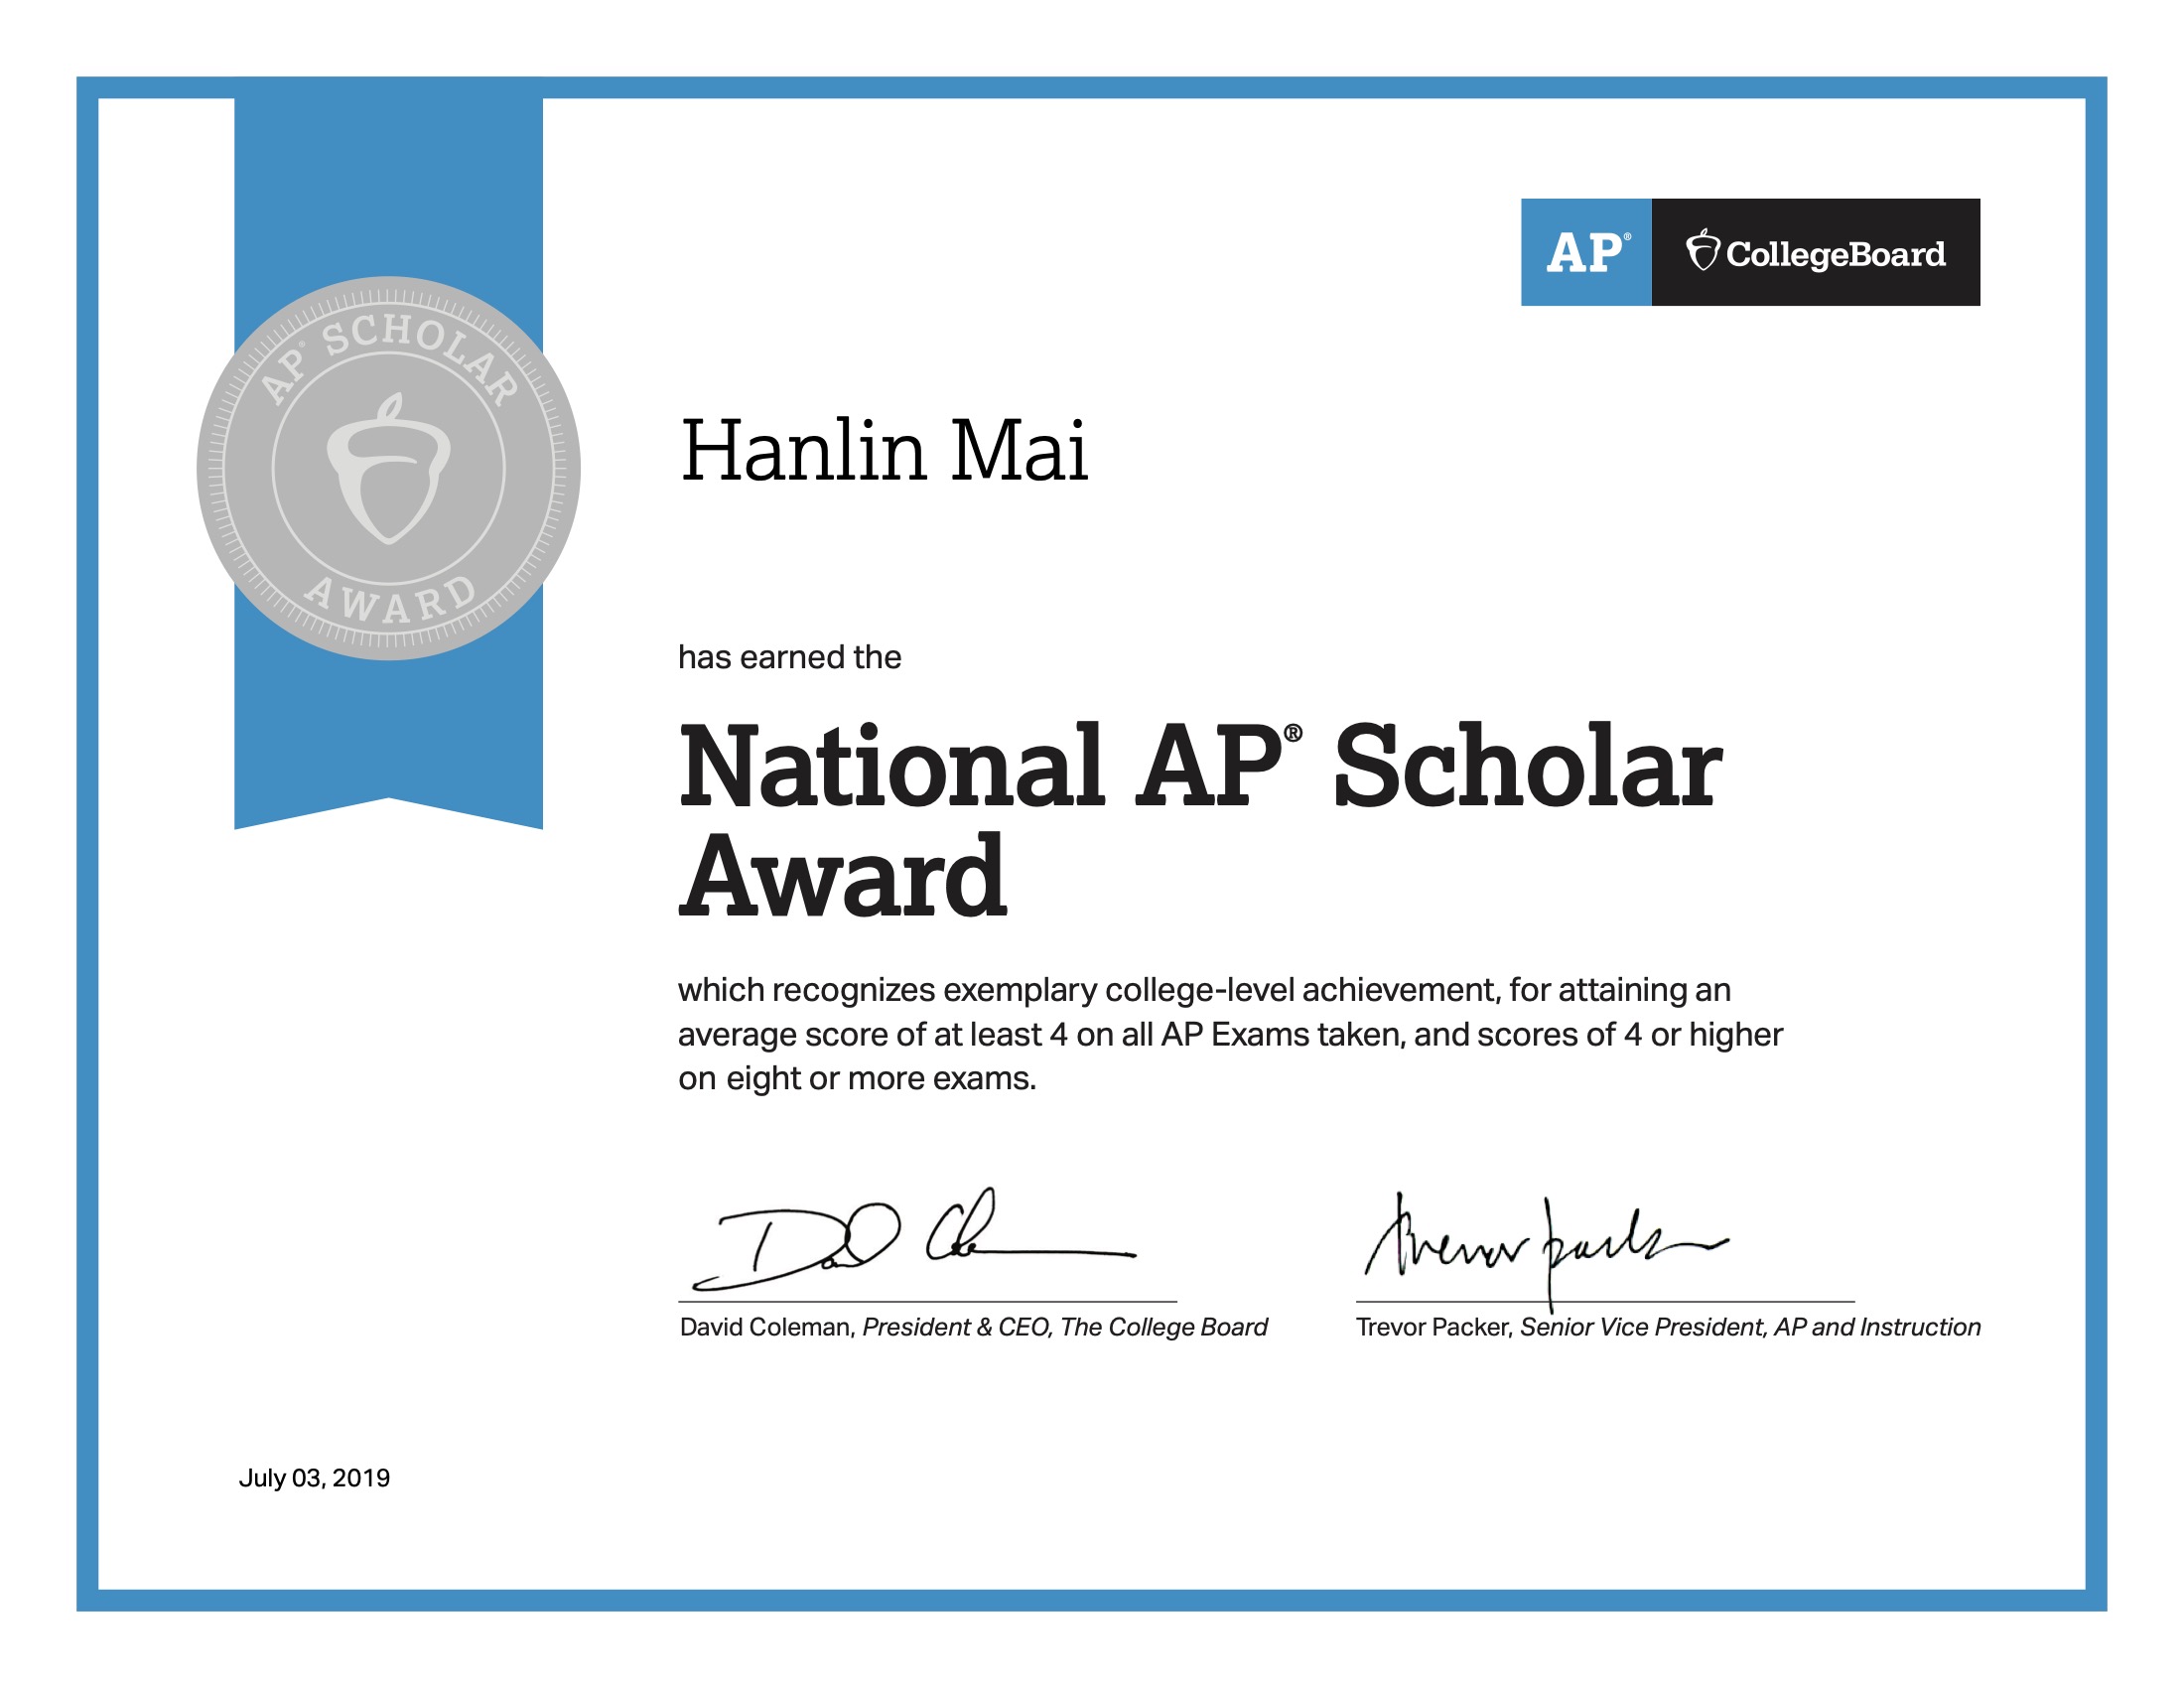 AP® CollegeBoard
AP® SCHOLAR
AWARD
Hanlin Mai
has earned the
National AP® Scholar
Award
which recognizes exemplary college-level achievement, for attaining an
average score of at least 4 on all AP Exams taken, and scores of 4 or higher
on eight or more exams.
David Coleman, President & CEO, The College Board
Trevor Packer, Senior Vice President, AP and Instruction
July 03, 2019